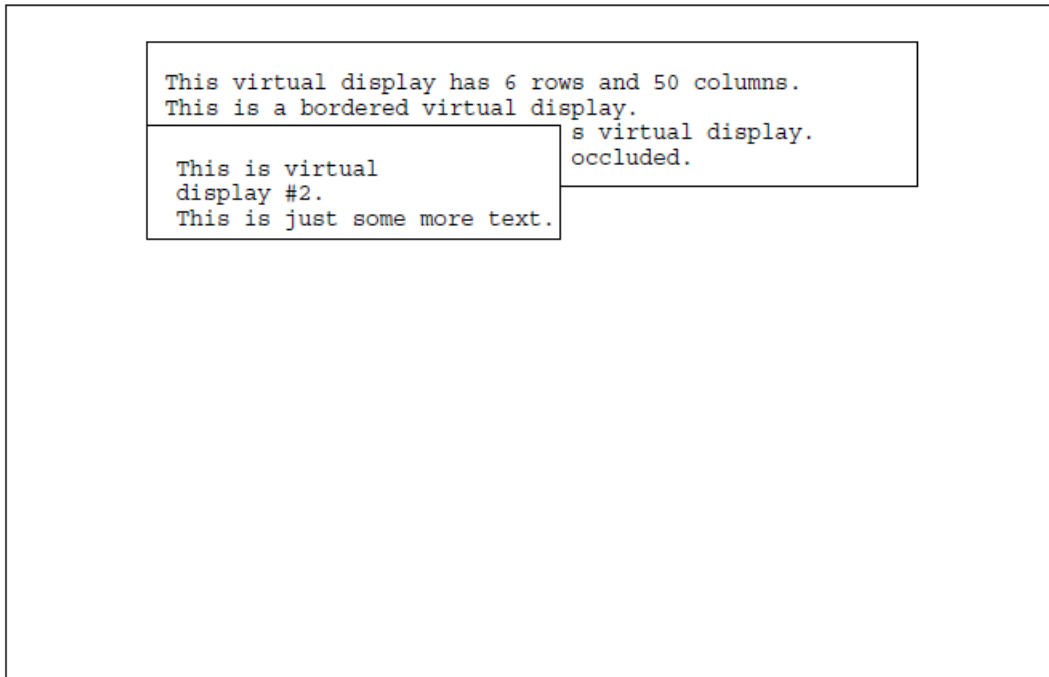 This virtual display has 6 rows and 50 columns.
This is a bordered virtual display.
s virtual display.
occluded.
This is virtual
display #2.
This is just some more text.